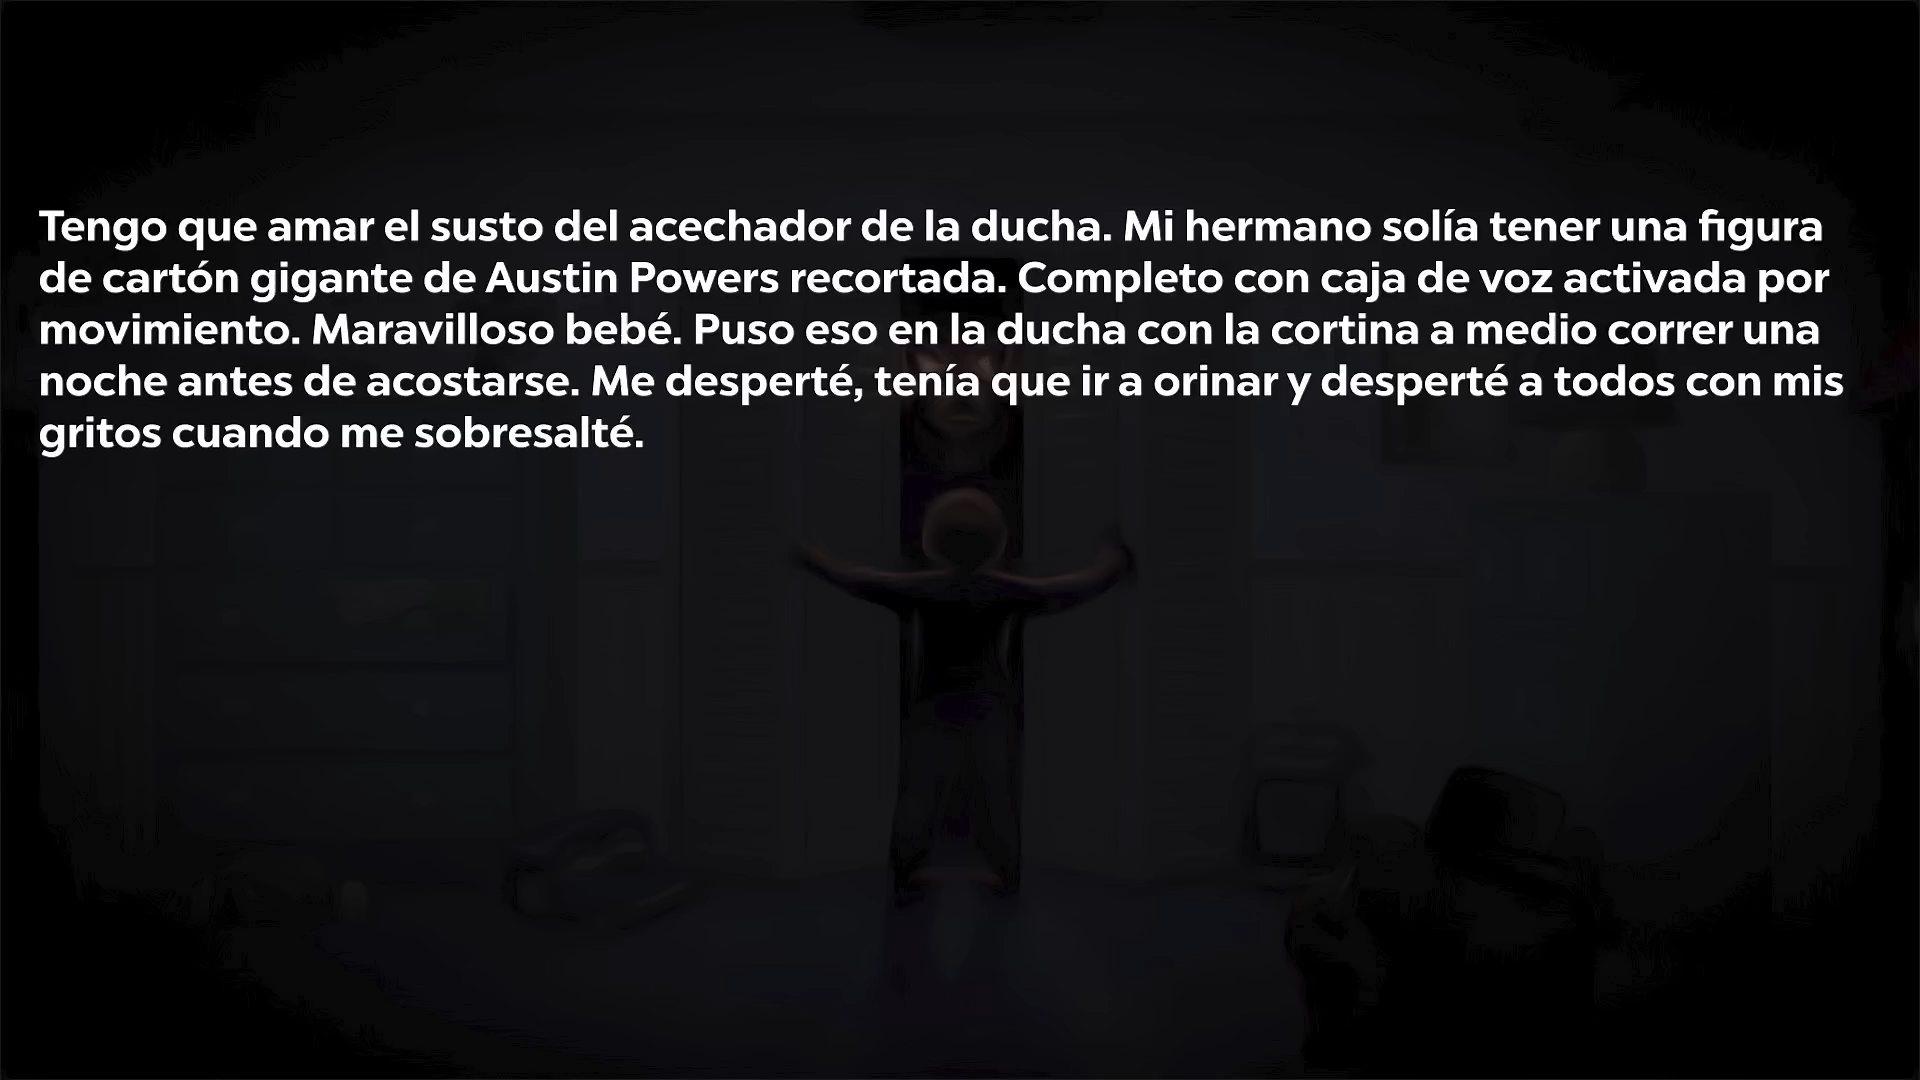 Tengo que amar el susto del acechador de la ducha. Mi hermano solía tener una figura
de cartón gigante de Austin Powers recortada. Completo con caja de voz activada por
movimiento. Maravilloso bebé. Puso eso en la ducha con la cortina a medio correr una
noche antes de acostarse. Me desperté, tenía que ir a orinar y desperté a todos con mis
gritos cuando me sobresalté.